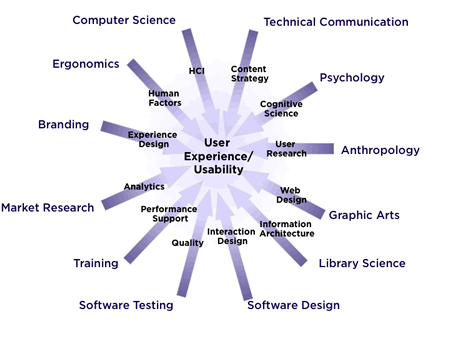 Computer Science
Technical Communication
Ergonomics
HCI
Content
Strategy
Psychology
Human
Factors
Cognitive
Science
Branding
Experience
Design
User
Experience/
Usability
User
Research
Anthropology
Analytics
Web
Design
Market Research
Performance
Support
Graphic Arts
Information
Architecture
Quality
Interaction
Design
Training
Library Science
Software Testing
Software Design